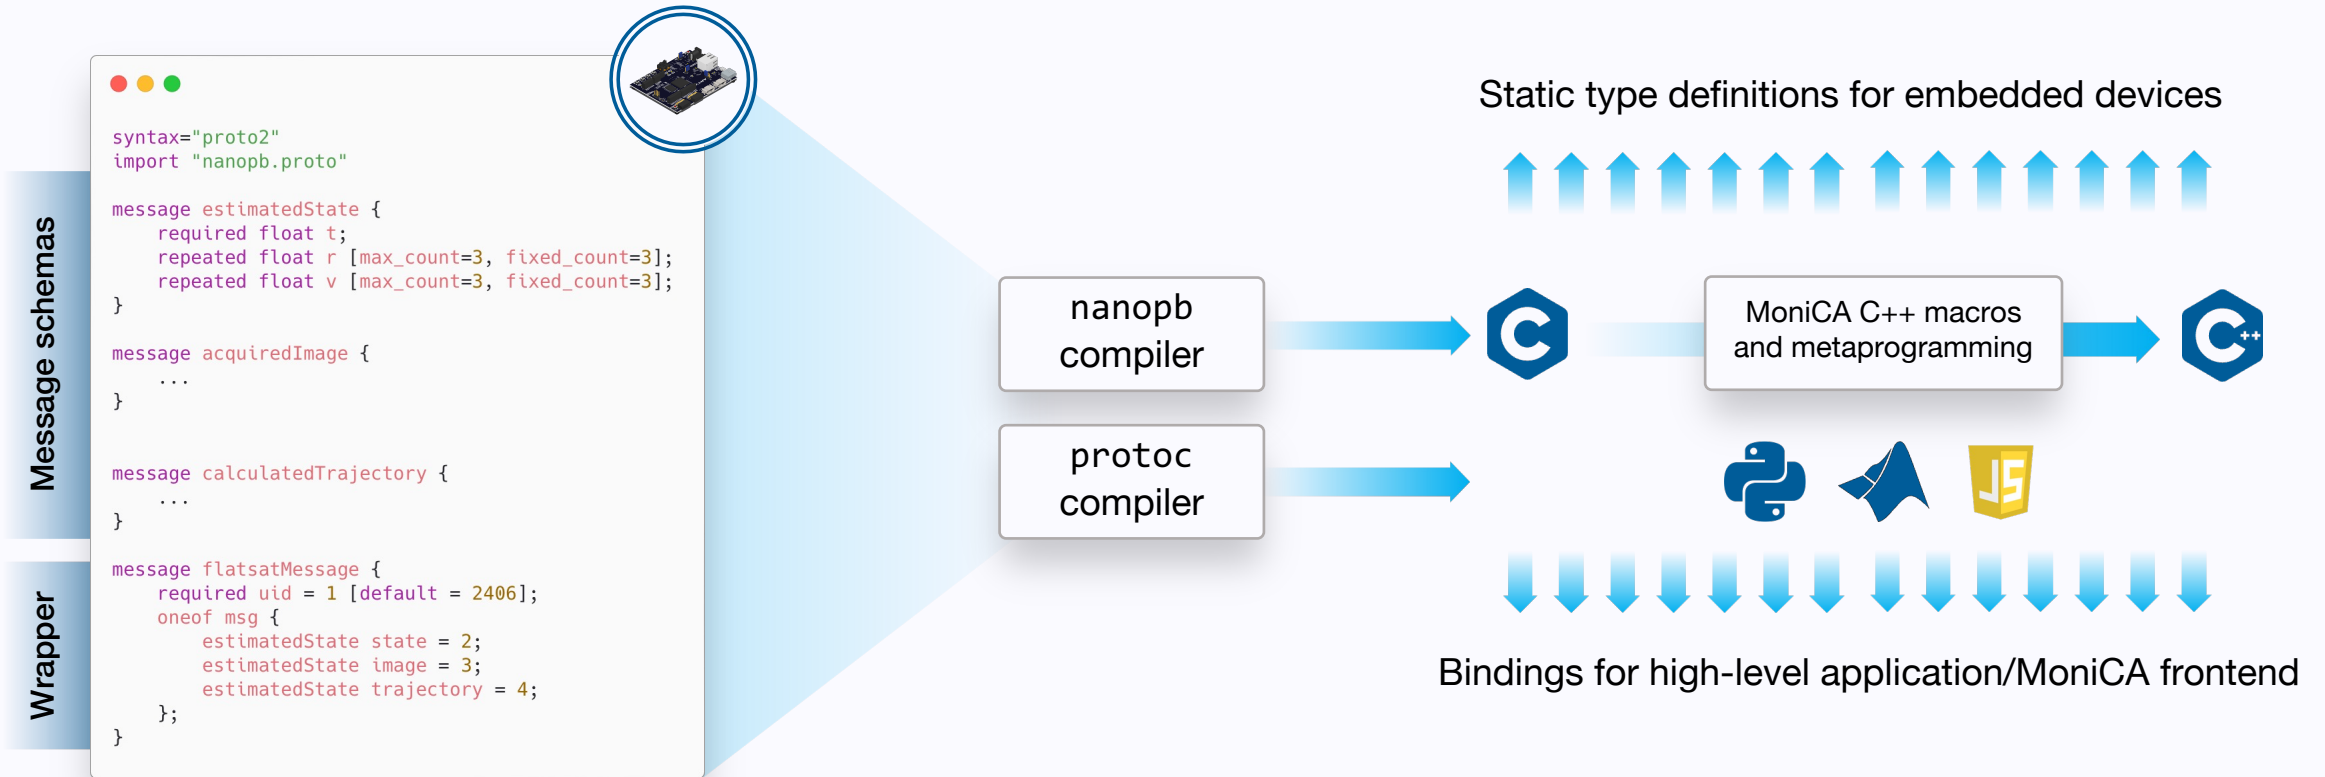 syntax="proto2"
import "nanopb.proto"
message estimatedState {
required float t;
repeated float r [max_count=3, fixed_count=3];
repeated float v [max_count=3, fixed_count=3];
}
message acquiredImage {
...
}
message calculatedTrajectory {
...
}
message flatsatMessage {
required uid = 1 [default = 2406];
oneof msg {
estimatedState state = 2;
estimatedState image = 3;
estimatedState trajectory = 4;
};
}
Message schemas
Wrapper
nanopb
compiler
protoc
compiler
Static type definitions for embedded devices
C
MoniCA C++ macros
and metaprogramming
C++
JS
Bindings for high-level application/MoniCA frontend